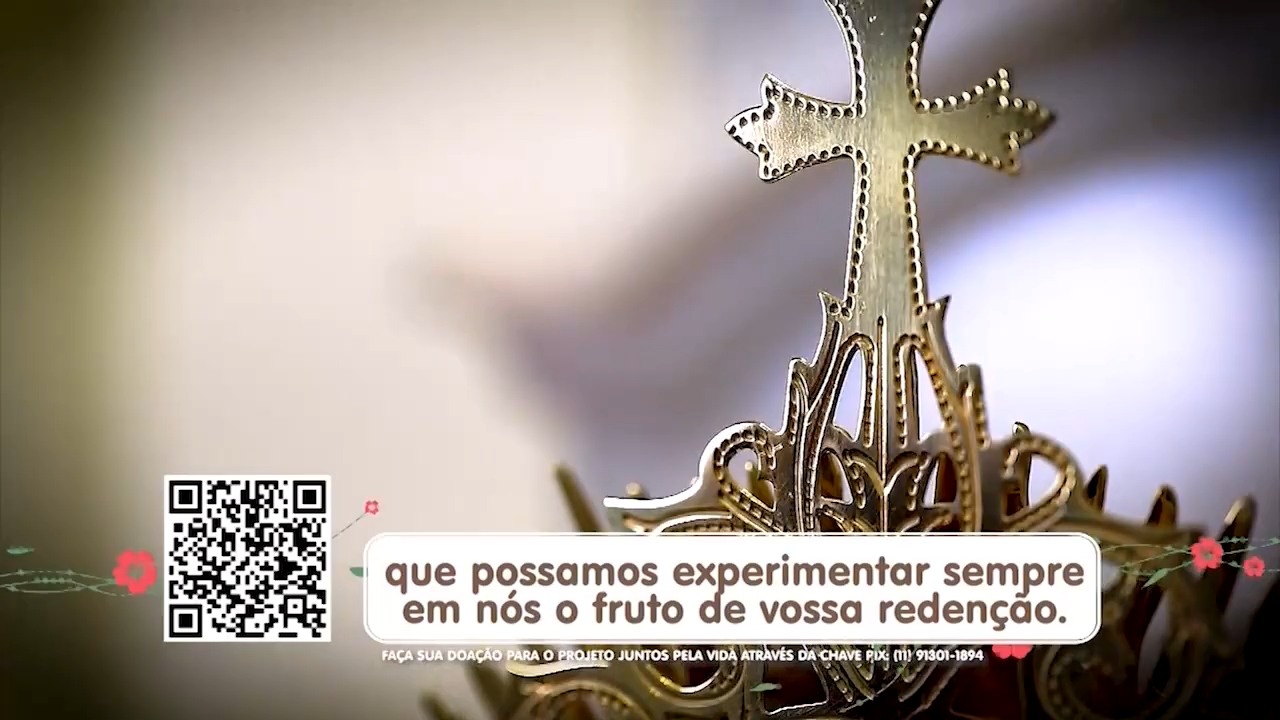 que possamos experimentar sempre
em nós o fruto de vossa redenção.
FAÇA SUA DOAÇÃO PARA O PROJETO JUNTOS PELA VIDA ATRAVÉS DA CHAVE PIX: (11) 91301-1894